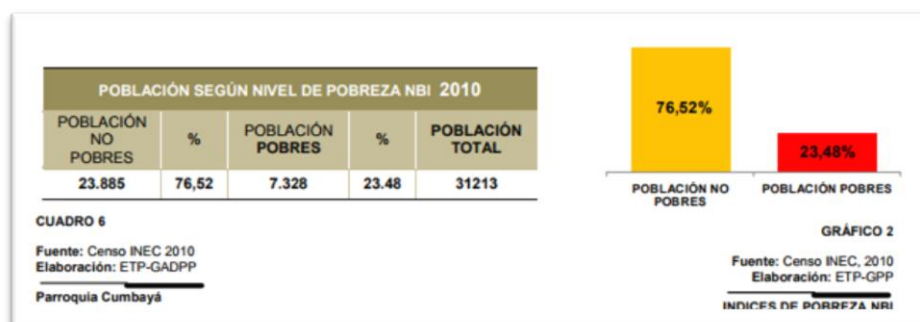 POBLACIÓN SEGÚN NIVEL DE POBREZA NBI 2010
POBLACIÓN NO POBRES % POBLACIÓN POBRES % POBLACIÓN TOTAL
23.885 76,52 7.328 23.48 31213
CUADRO 6
Fuente: Censo INEC 2010
Elaboración: ETP-GADPP
Parroquia Cumbayá
76,52%
23,48%
POBLACIÓN NO POBRES
POBLACIÓN POBRES
GRÁFICO 2
Fuente: Censo INEC, 2010
Elaboración: ETP-GPP
INDICES DE POBREZA NBI